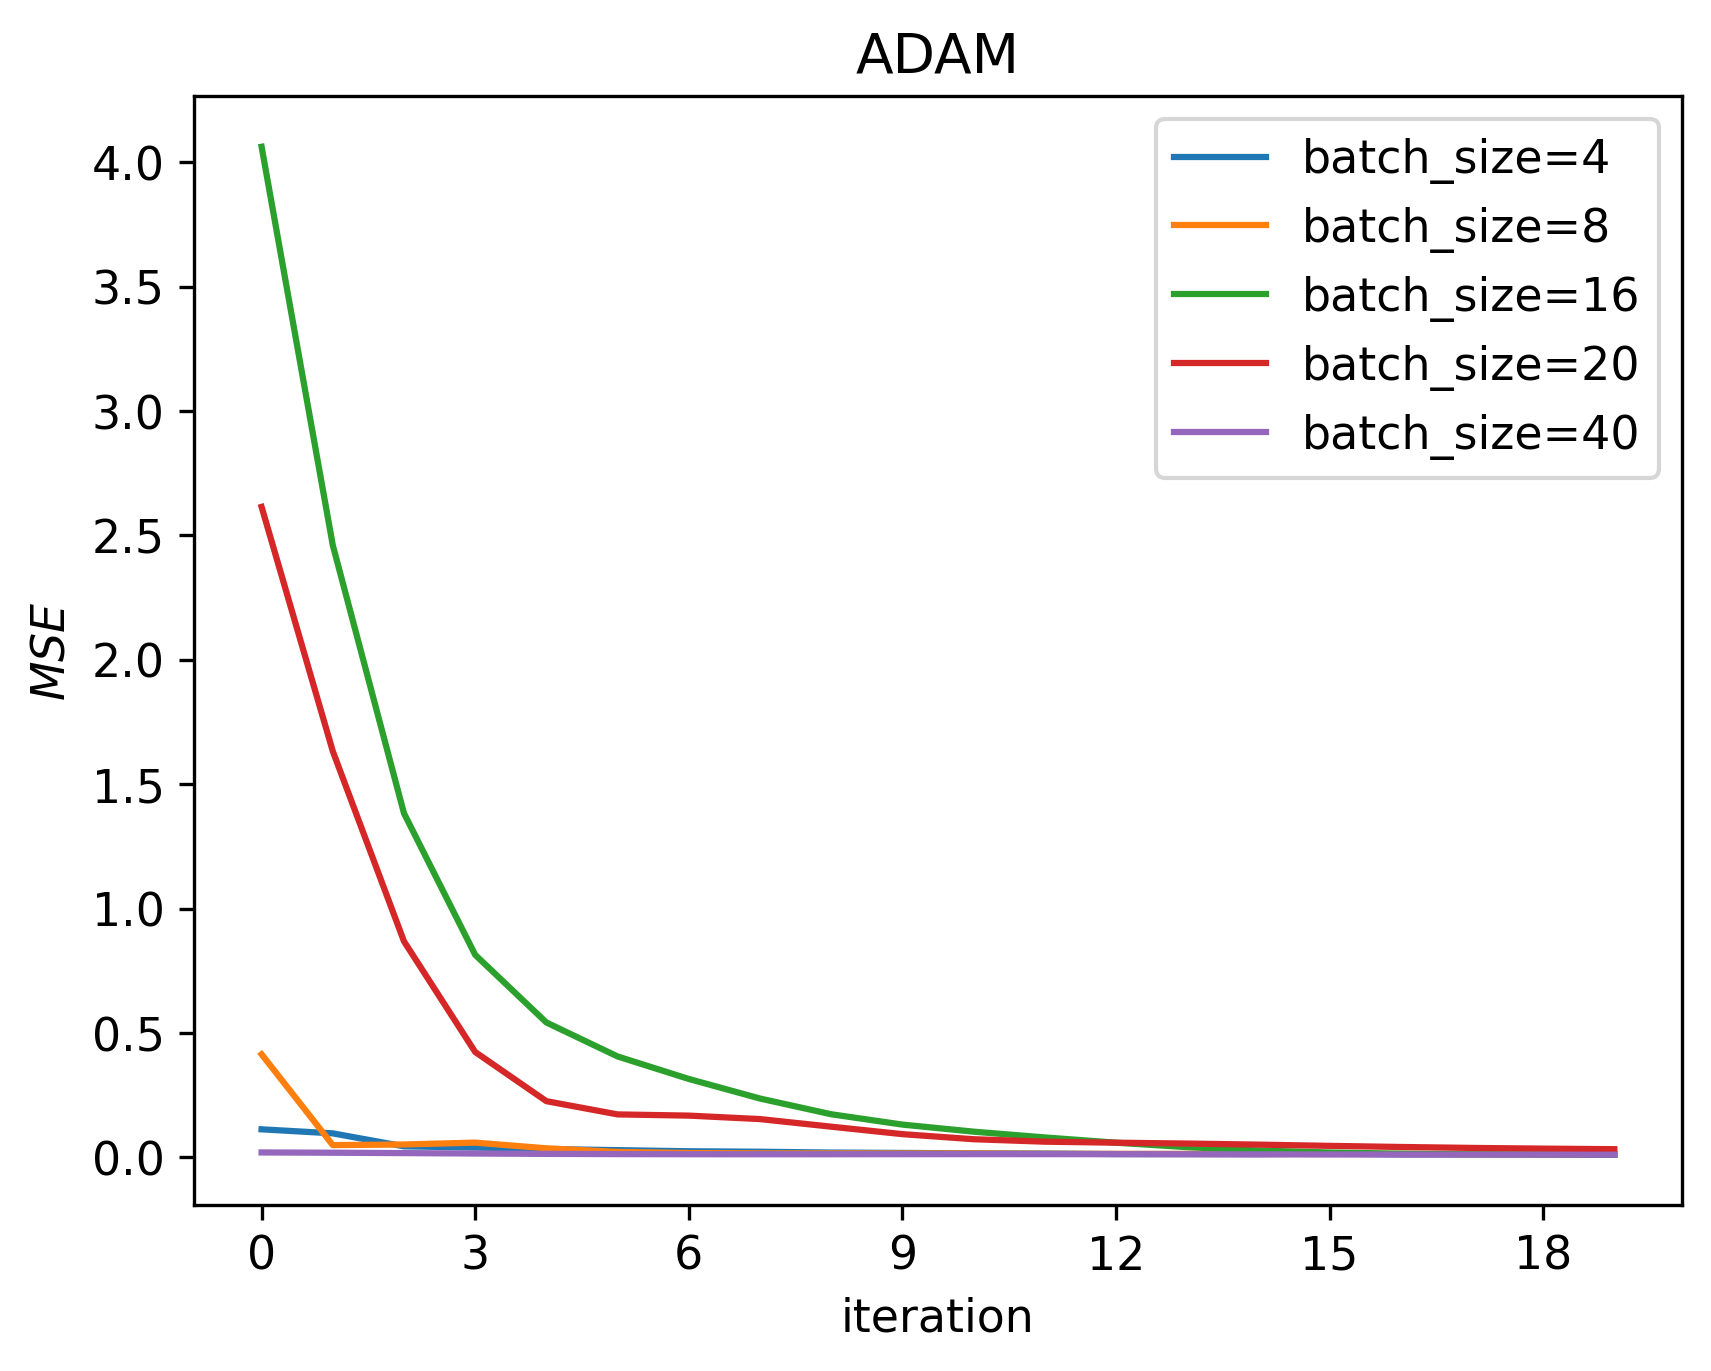 ADAM
batch_size=4
batch_size=8
batch_size=16
batch_size=20
batch_size=40
MSE
4.0
3.5
3.0
2.5
2.0
1.5
1.0
0.5
0.0
0 3 6 9 12 15 18
iteration